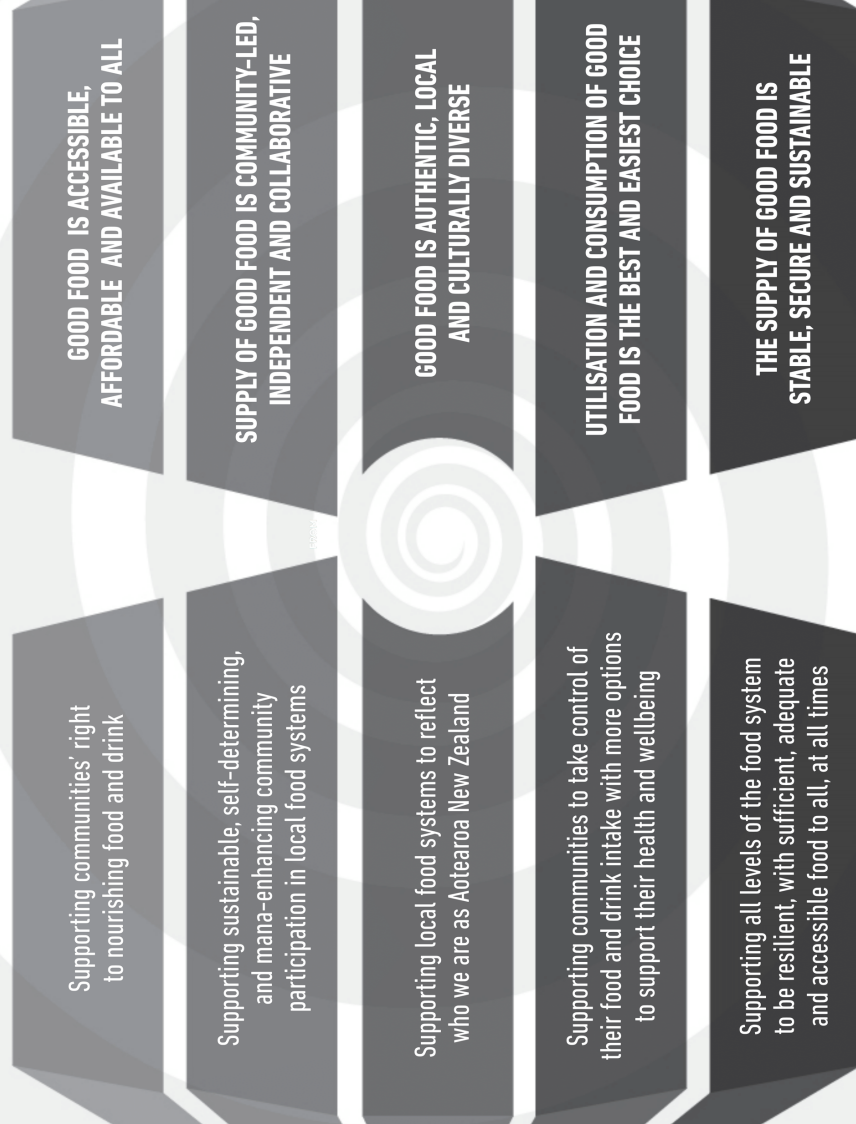 Supporting communities' right
to nourishing food and drink
GOOD FOOD IS ACCESSIBLE,
AFFORDABLE AND AVAILABLE TO ALL
Supporting sustainable, self-determining,
and mana-enhancing community
participation in local food systems
SUPPLY OF GOOD FOOD IS COMMUNITY-LED,
INDEPENDENT AND COLLABORATIVE
Supporting local food systems to reflect
who we are as Aotearoa New Zealand
GOOD FOOD IS AUTHENTIC, LOCAL
AND CULTURALLY DIVERSE
Supporting communities to take control of
their food and drink intake with more options
to support their health and wellbeing
UTILISATION AND CONSUMPTION OF GOOD
FOOD IS THE BEST AND EASIEST CHOICE
Supporting all levels of the food system
to be resilient, with sufficient, adequate
and accessible food to all, at all times
THE SUPPLY OF GOOD FOOD IS
STABLE, SECURE AND SUSTAINABLE